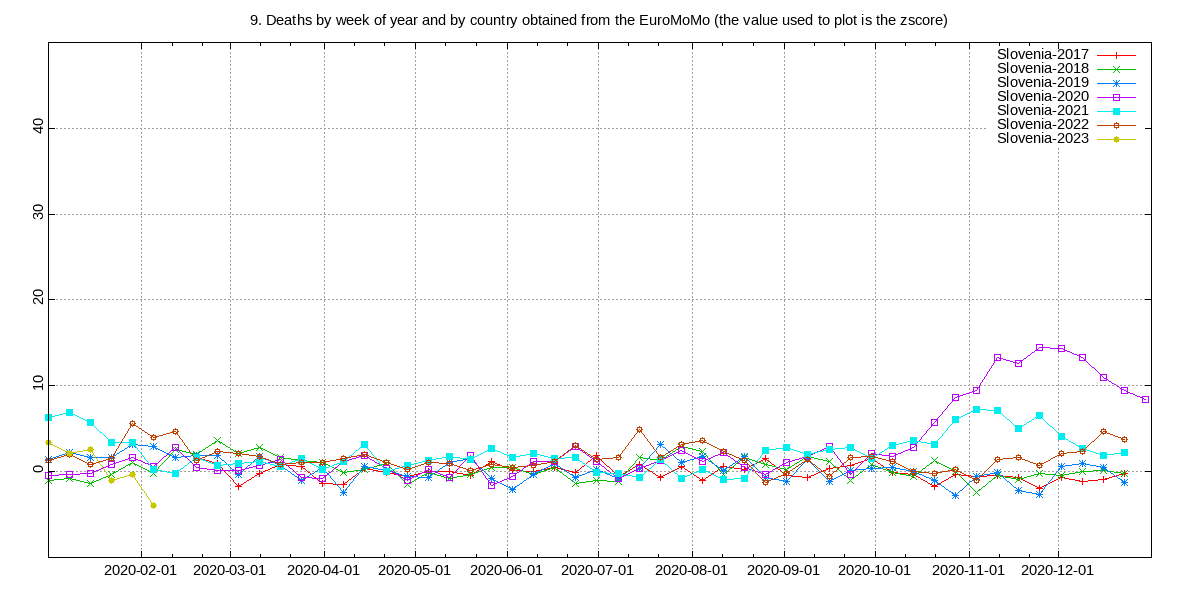 9. Deaths by week of year and by country obtained from the EuroMoMo (the value used to plot is the zscore)
Slovenia-2017
Slovenia-2018
Slovenia-2019
Slovenia-2020
Slovenia-2021
Slovenia-2022
Slovenia-2023
40
30
20
10
0
2020-02-01 2020-03-01 2020-04-01 2020-05-01 2020-06-01 2020-07-01 2020-08-01 2020-09-01 2020-10-01 2020-11-01 2020-12-01